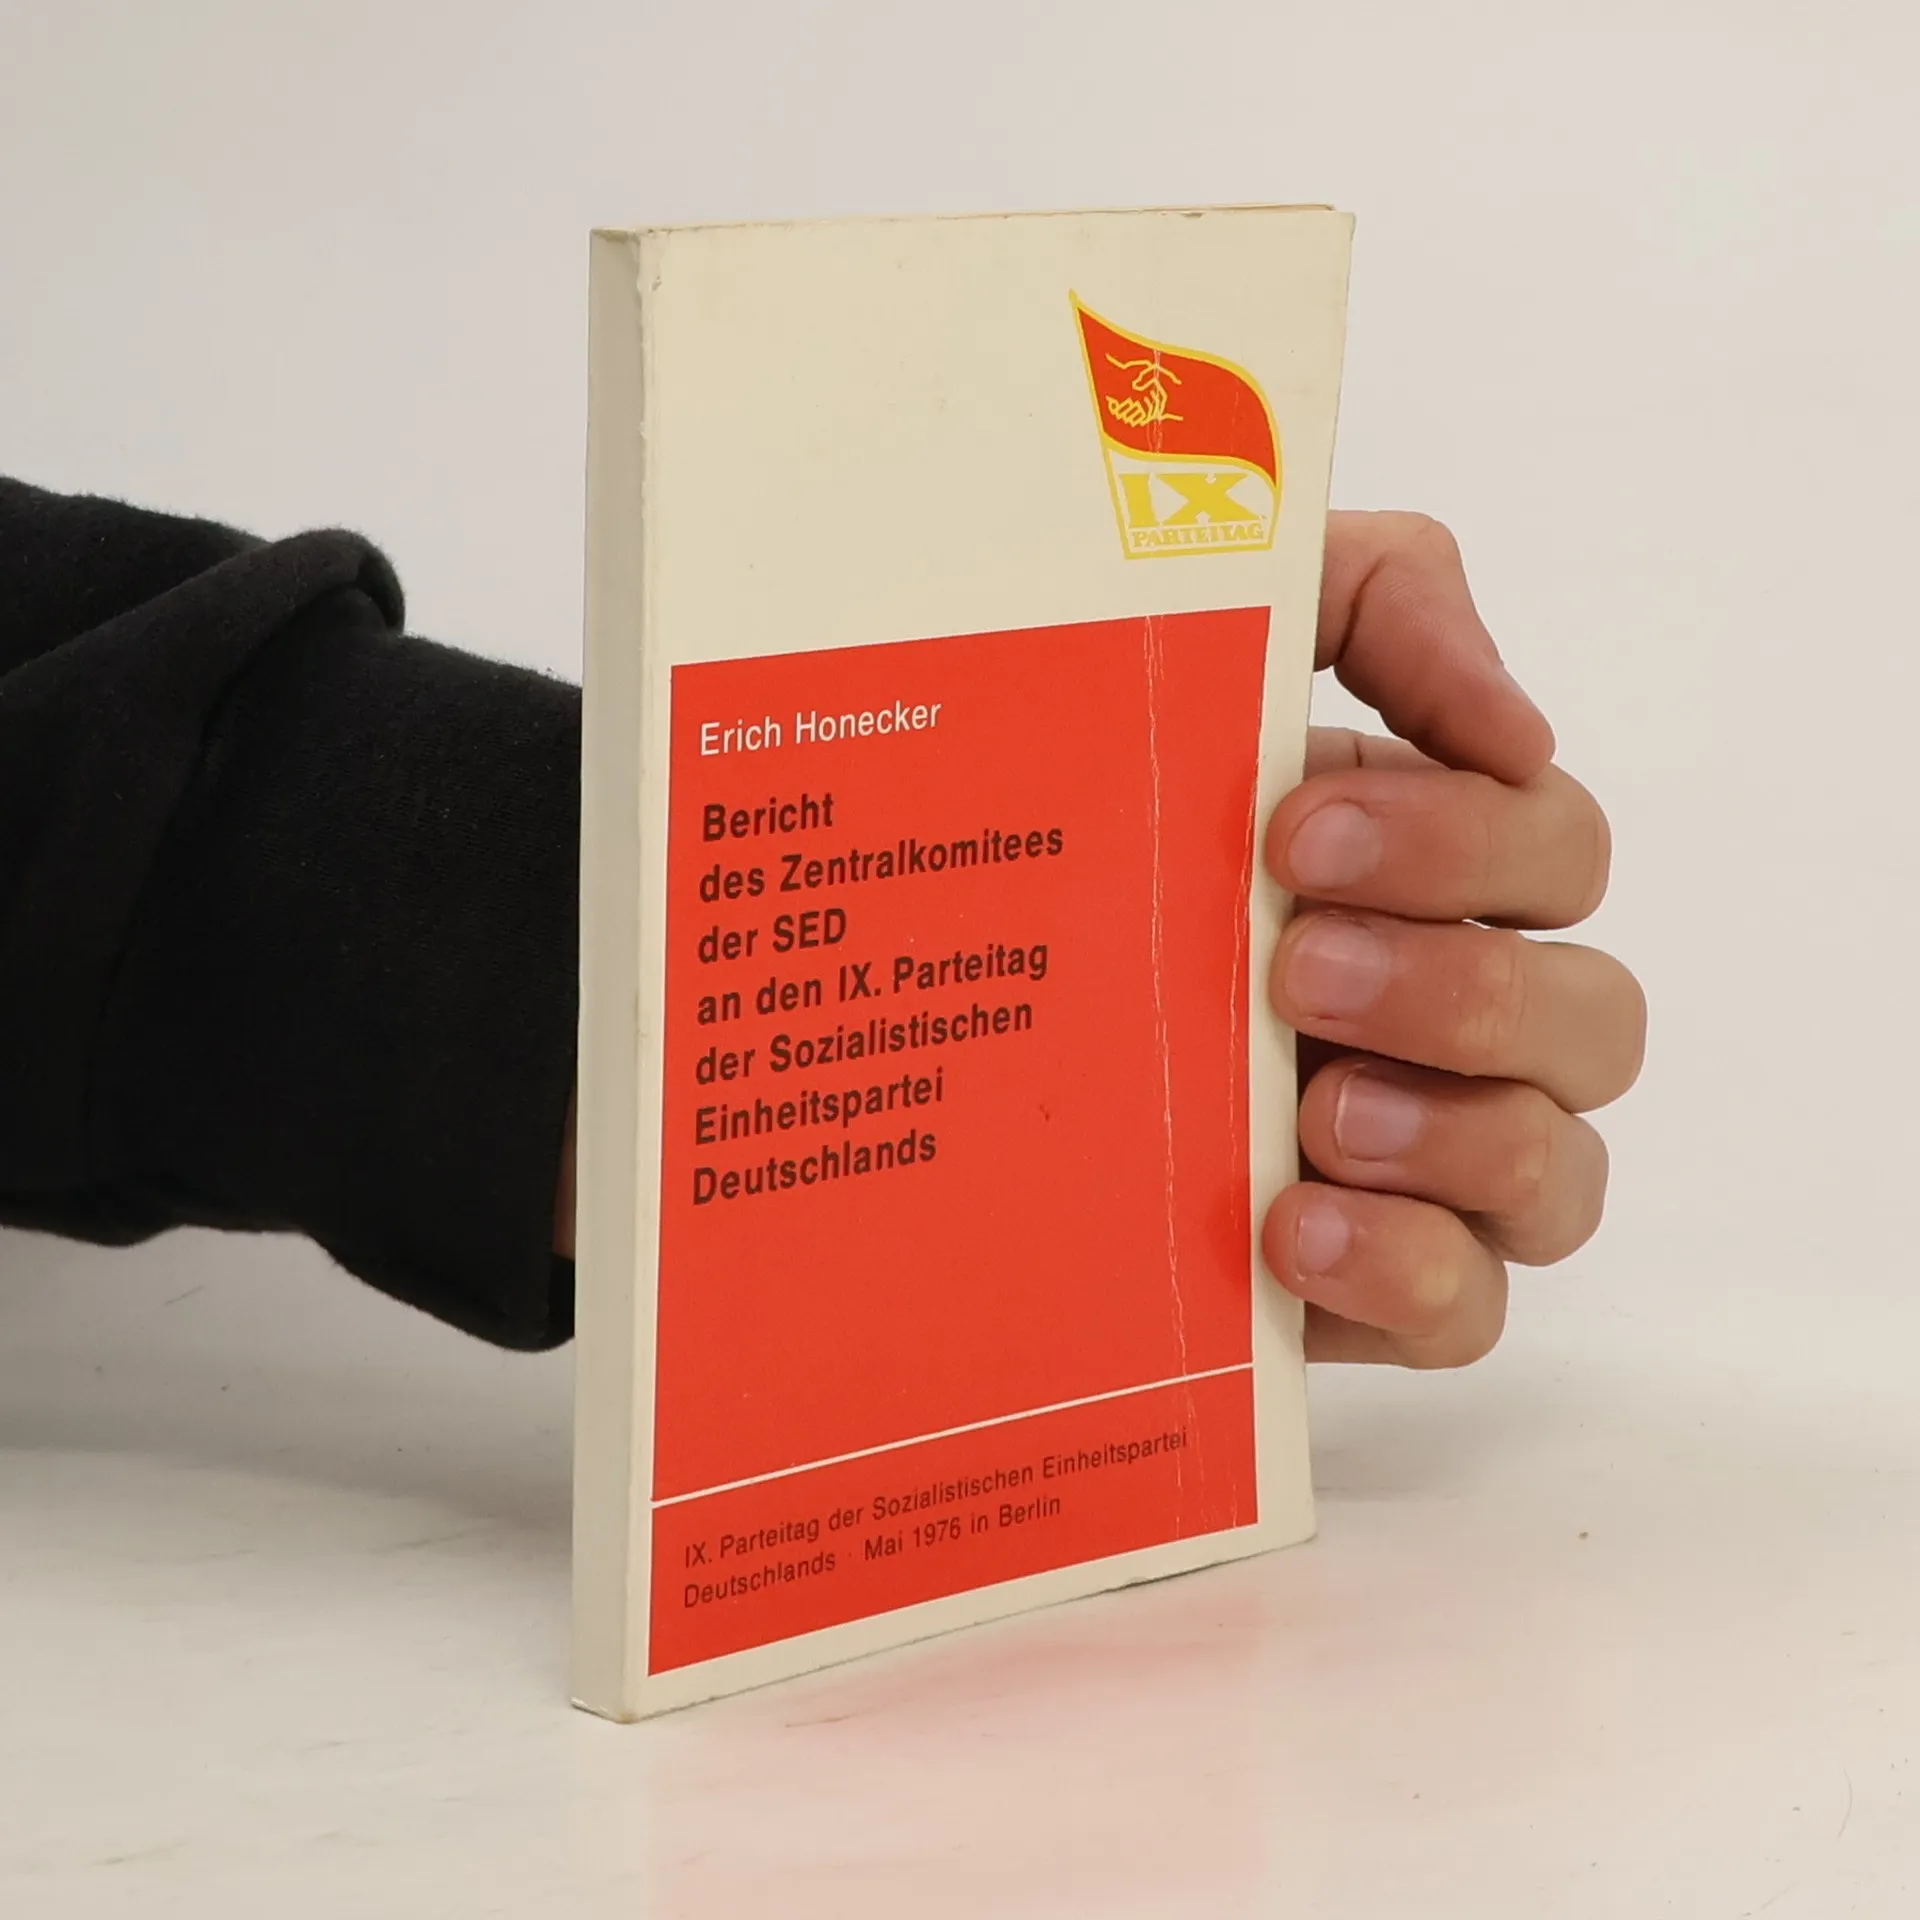 IX
PARTEITAG
Erich Honecker
Bericht
des Zentralkomitees
der SED
an den IX. Parteitag
der Sozialistischen
Einheitspartei
Deutschlands
IX. Parteitag der Sozialistischen Einheitspartei
Deutschlands · Mai 1976 in Berlin